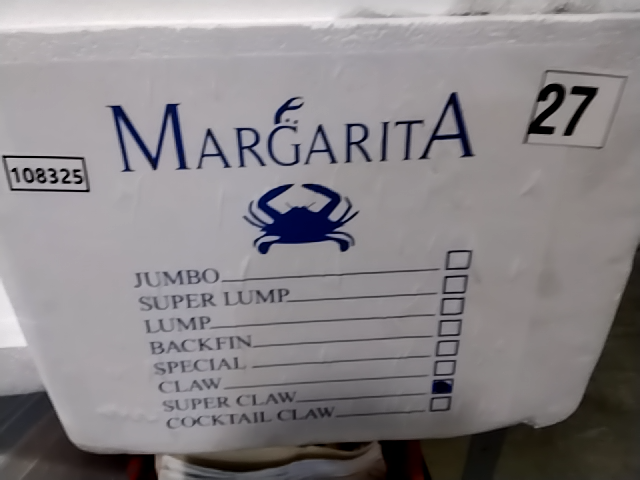 MARGARITA
27
108325
JUMBO
SUPER LUMP
LUMP
BACKFIN
SPECIAL
CLAW
SUPER CLAW
COCKTAIL CLAW